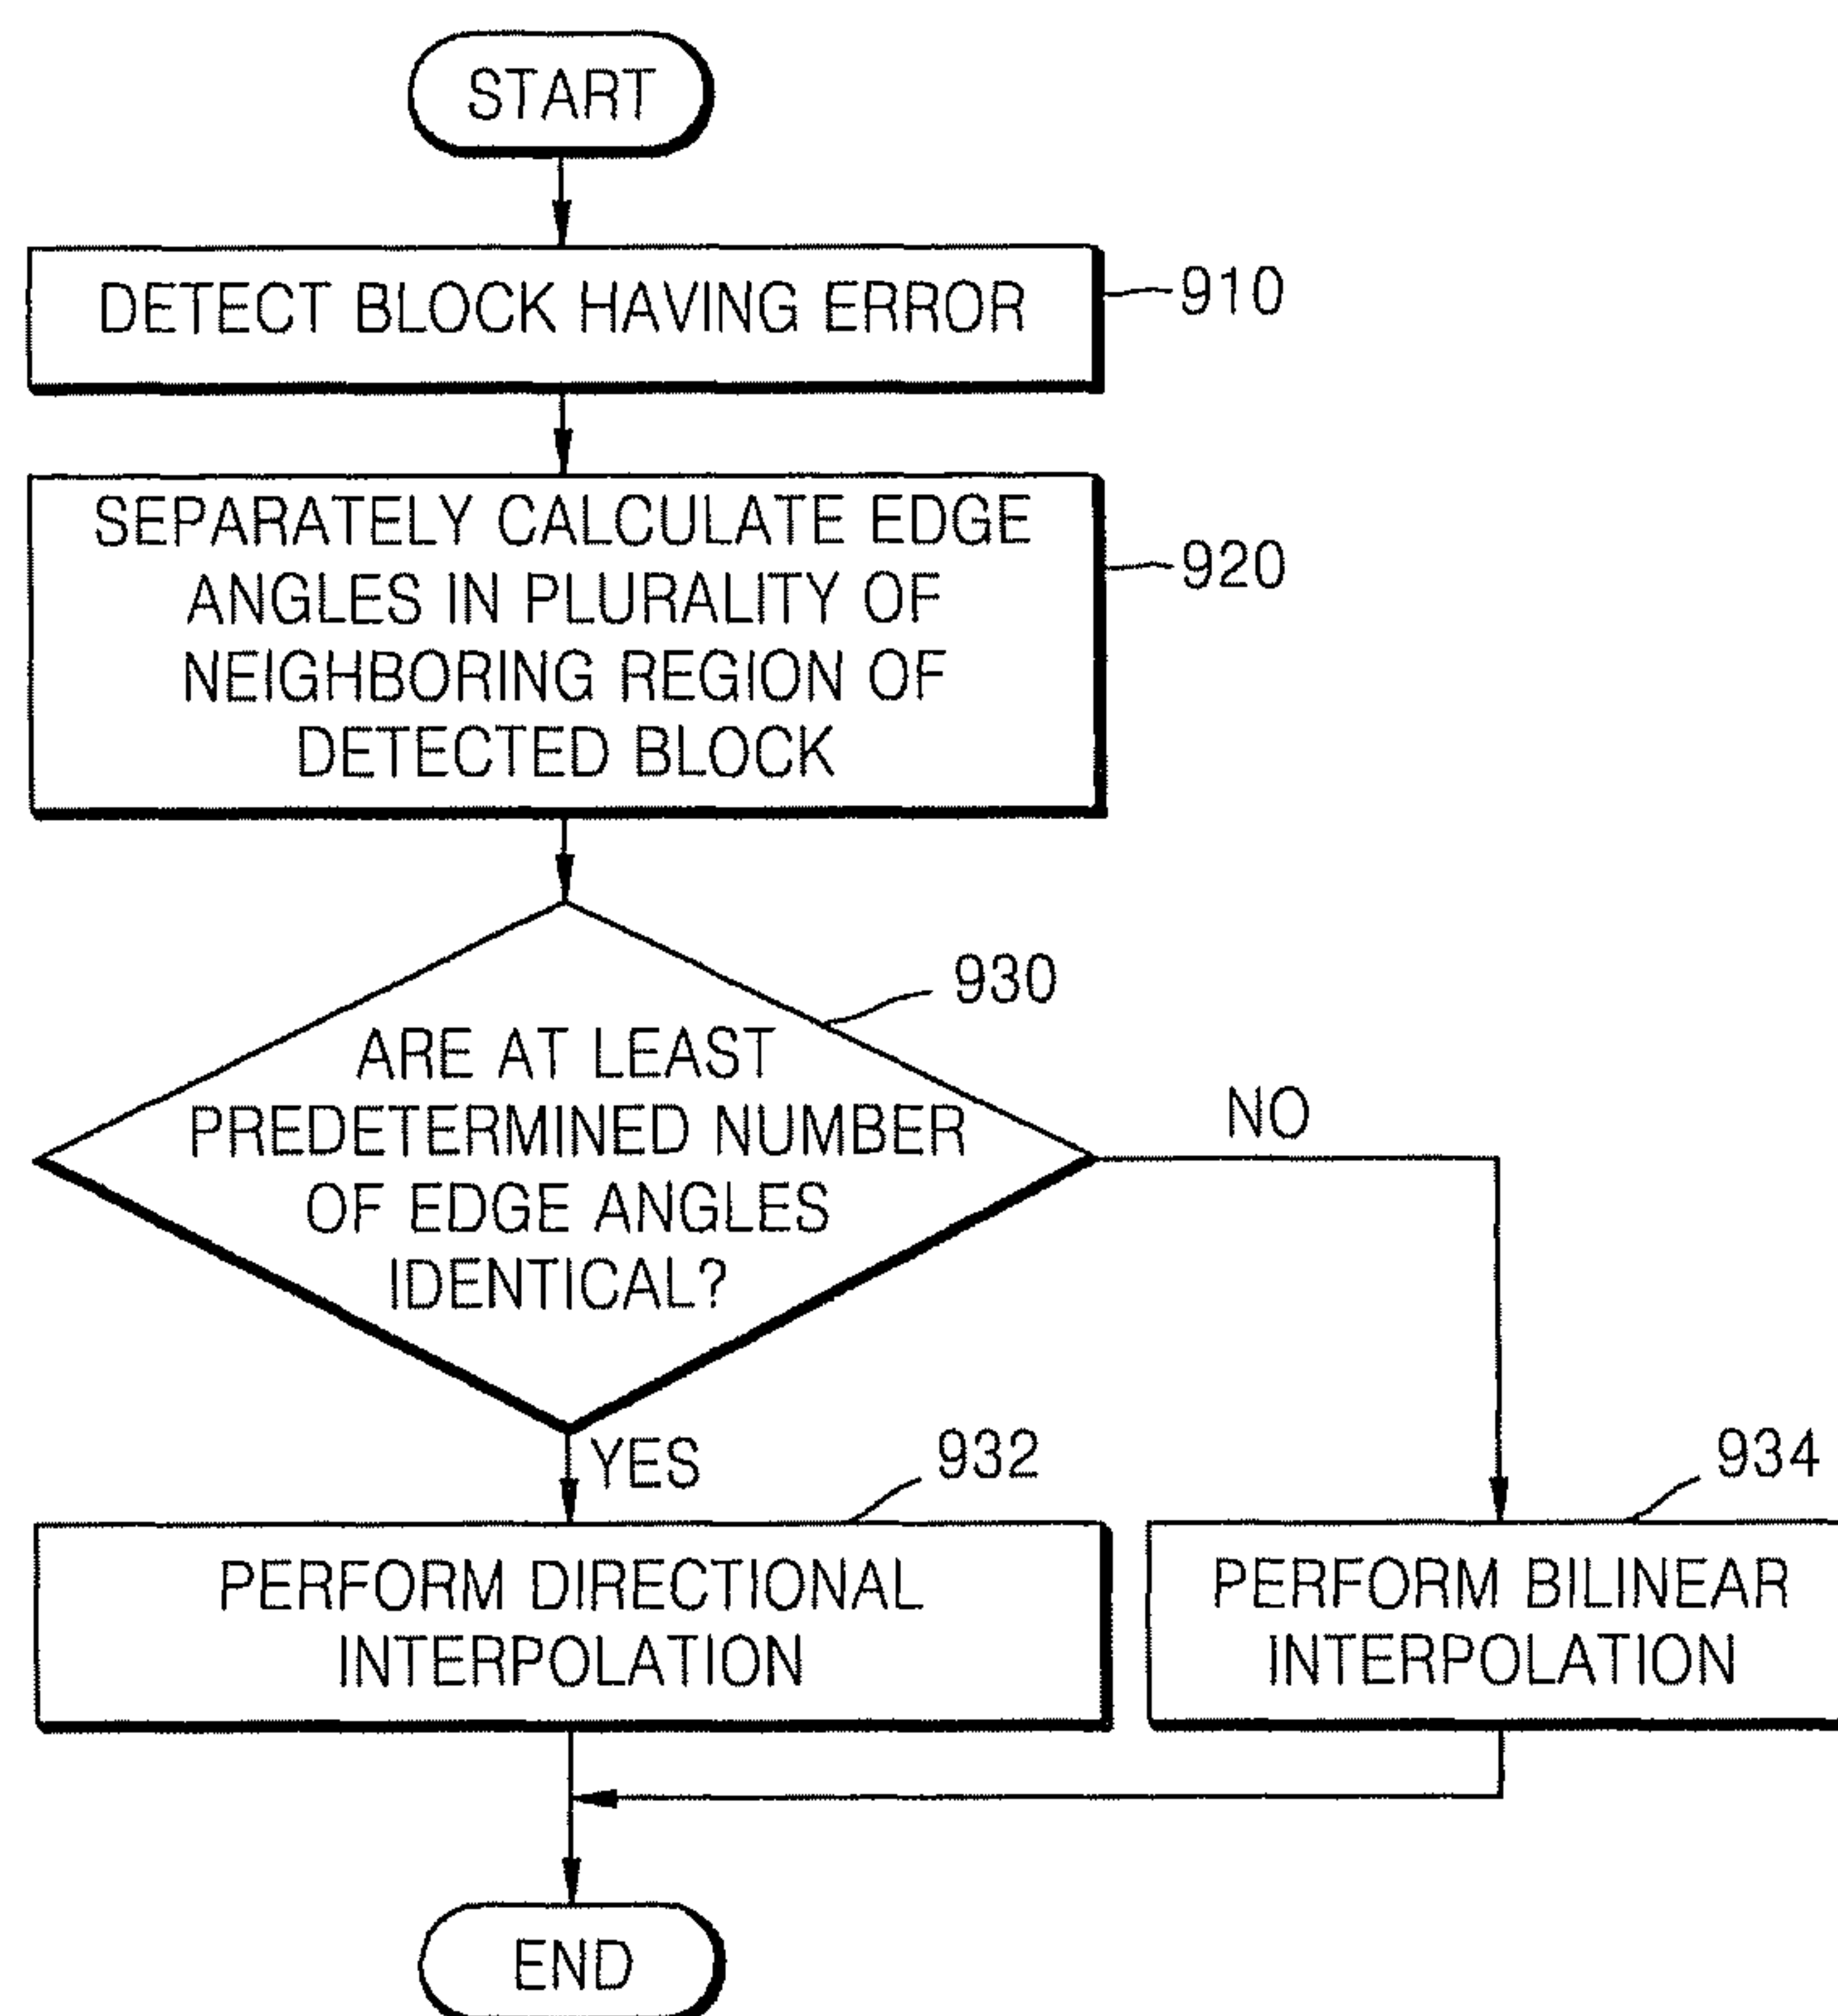 START
DETECT BLOCK HAVING ERROR
910
SEPARATELY CALCULATE EDGE
ANGLES IN PLURALITY OF
NEIGHBORING REGION OF
DETECTED BLOCK
920
930
ARE AT LEAST
PREDETERMINED NUMBER
OF EDGE ANGLES
IDENTICAL?
NO
YES
932
934
PERFORM DIRECTIONAL
INTERPOLATION
PERFORM BILINEAR
INTERPOLATION
END